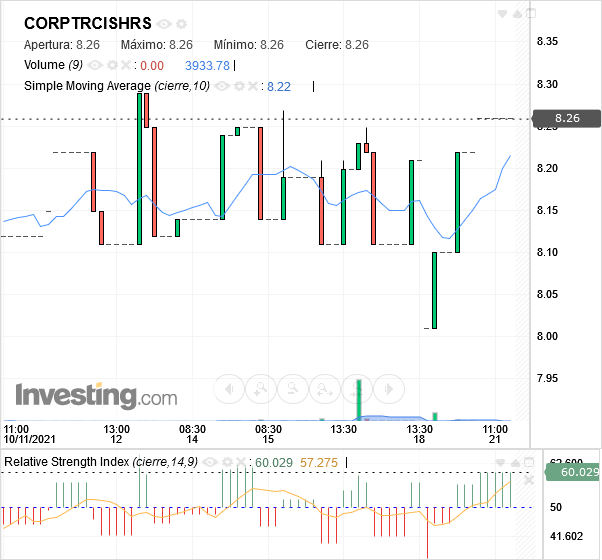 CORPTRCISHRS
Apertura: 8.26 Máximo: 8.26 Mínimo: 8.26 Cierre: 8.26
Volume (9) : 0.00 3933.78
Simple Moving Average (cierre,10) : 8.22
8.35
8.30
8.26
8.25
8.20
8.15
8.10
8.05
8.00
7.95
Investing.com
11:00 13:00 08:30 08:30 13:30 13:30 11:00
10/11/2021 12 14 15 18 21
Relative Strength Index (cierre,14,9) : 60.029 57.275
60.029
50
41.602